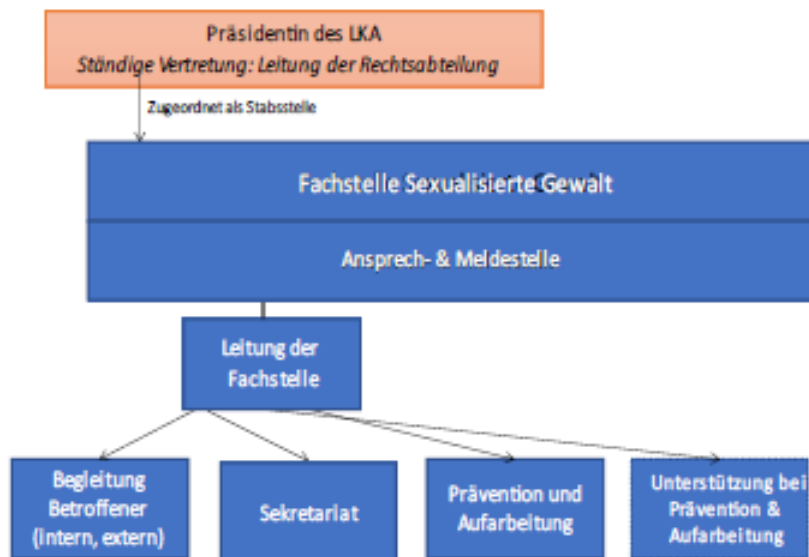 Präsidentin des LKA
Ständige Vertretung: Leitung der Rechtsabteilung
Zugeordnet als Stabsstelle
Fachstelle Sexualisierte Gewalt
Ansprech- & Meldestelle
Leitung der
Fachstelle
Begleitung
Betroffener
(intern, extern)
Sekretariat
Prävention und
Aufarbeitung
Unterstützung bei
Prävention &
Aufarbeitung